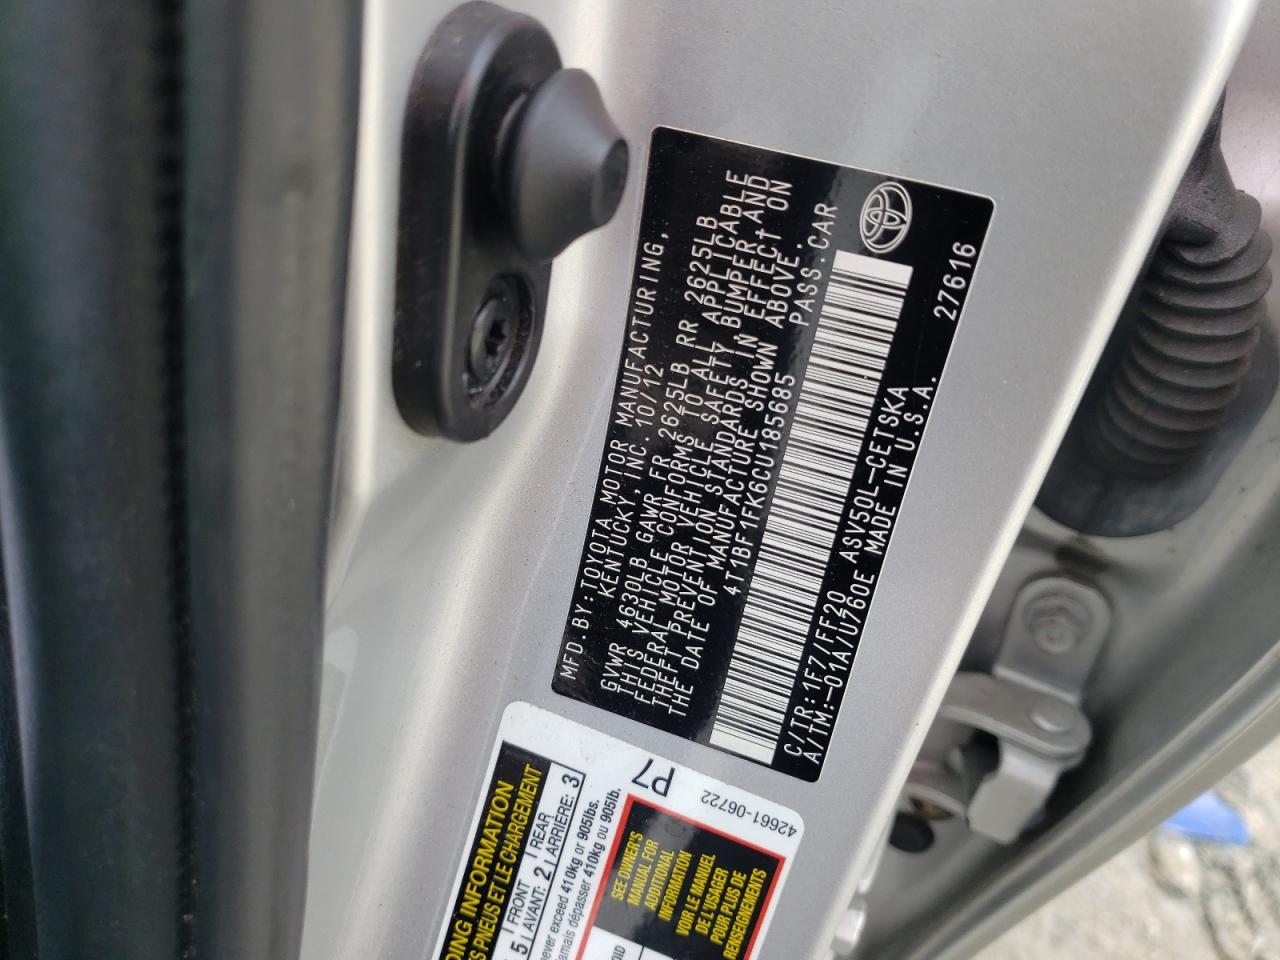 MFD. BY: TOYOTA MOTOR MANUFACTURING,
KENTUCKY, INC. 10/12
GVWR 4630LB GAWR FR 2625LB RR 2625LB
THIS VEHICLE CONFORMS TO ALL APPLICABLE
FEDERAL MOTOR VEHICLE SAFETY, BUMPER AND
THEFT PREVENTION STANDARDS IN EFFECT ON
THE DATE OF MANUFACTURE SHOWN ABOVE.
4T1BF1FK6CU185685 PASS. CAR
C/TR: 1F7/FF20 ASV50L-CETSKA
A/TM: -01A/U760E MADE IN U.S.A.
27616
P7
42661-06722
INFORMATION
PNEUS ET LE CHARGEMENT
5 FRONT 2 REAR 3
AVANT: ARRIÈRE:
never exceed 410kg or 905lbs.
jamais dépasser 410kg ou 905lb.
SEE OWNER'S
MANUAL FOR
ADDITIONAL
INFORMATION
VOIR LE MANUEL
DE L'USAGER
POUR PLUS DE
RENSEIGNEMENTS